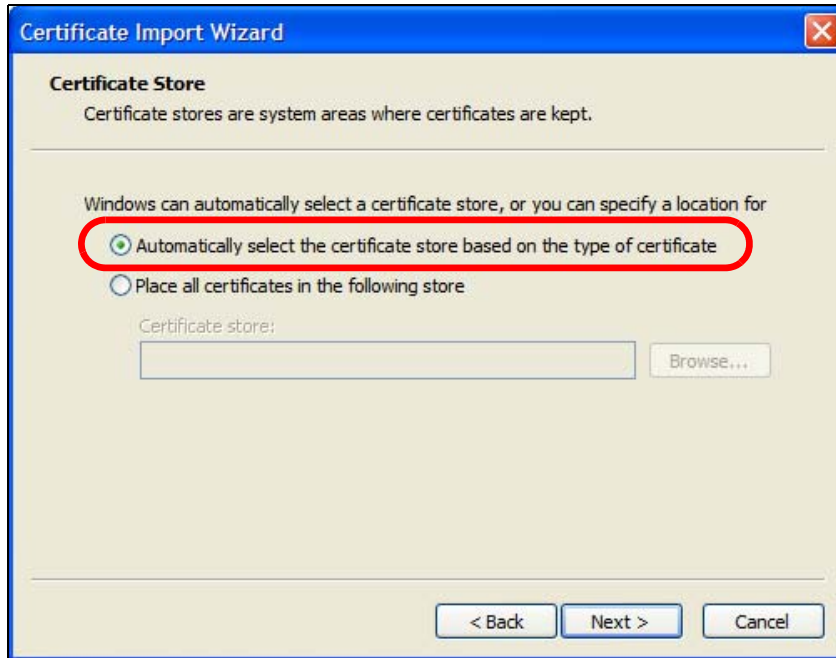 Certificate Import Wizard
Certificate Store
Certificate stores are system areas where certificates are kept.
Windows can automatically select a certificate store, or you can specify a location for
Automatically select the certificate store based on the type of certificate
Place all certificates in the following store
Certificate store:
Browse...
< Back Next > Cancel